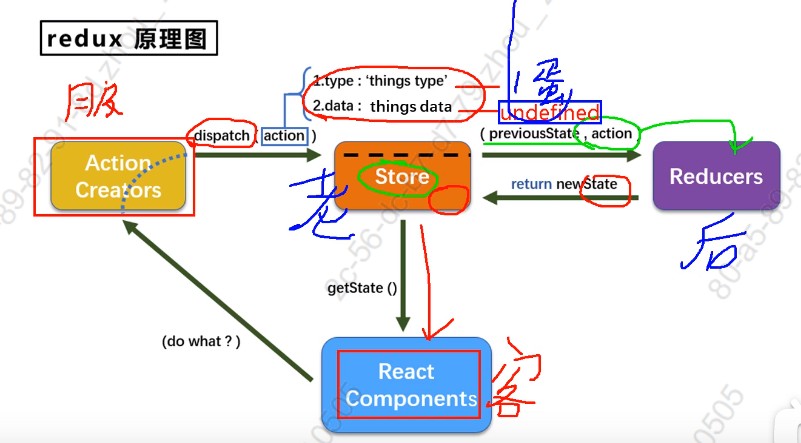 redux 原理图
1.type : ‘things type’
2.data : things data
undefined
dispatch ( action )
( previousState , action )
Action
Creators
Store
Reducers
return newState
老
后
getState ()
(do what ? )
React
Components
客